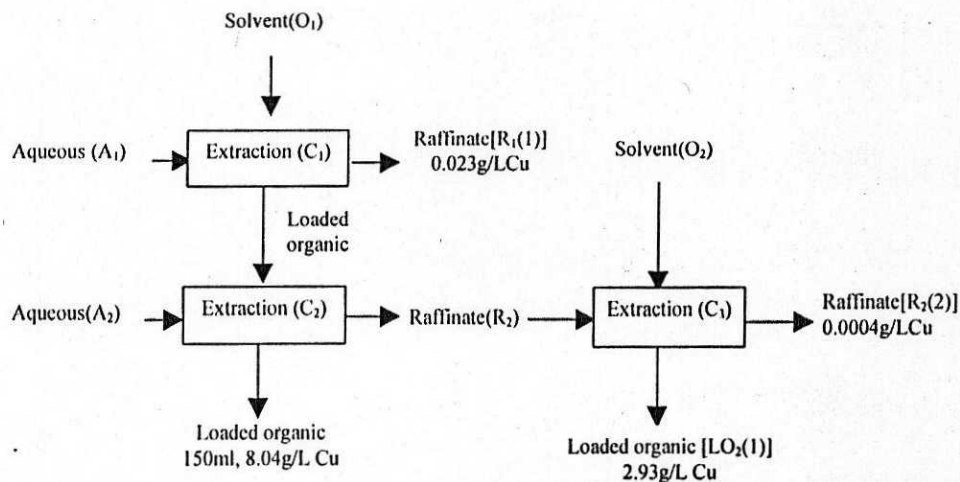 Solvent(O₁)
Aqueous (A₁)
Extraction (C₁)
Raffinate[R₁(1)]
0.023g/LCu
Solvent(O₂)
Loaded
organic
Aqueous(A₂)
Extraction (C₂)
Raffinate(R₂)
Extraction (C₁)
Raffinate[R₂(2)]
0.0004g/LCu
Loaded organic
150ml, 8.04g/L Cu
Loaded organic [LO₂(1)]
2.93g/L Cu